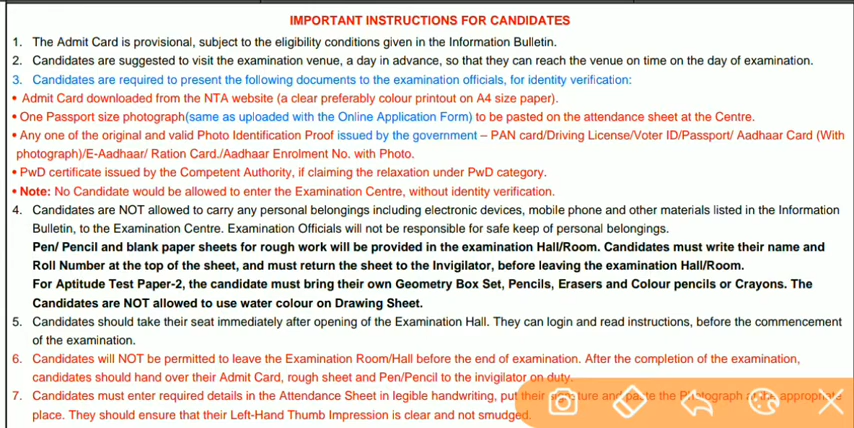 IMPORTANT INSTRUCTIONS FOR CANDIDATES
1. The Admit Card is provisional, subject to the eligibility conditions given in the Information Bulletin.
2. Candidates are suggested to visit the examination venue, a day in advance, so that they can reach the venue on time on the day of examination.
3. Candidates are required to present the following documents to the examination officials, for identity verification:
• Admit Card downloaded from the NTA website (a clear preferably colour printout on A4 size paper).
• One Passport size photograph(same as uploaded with the Online Application Form) to be pasted on the attendance sheet at the Centre.
• Any one of the original and valid Photo Identification Proof issued by the government – PAN card/Driving License/Voter ID/Passport/ Aadhaar Card (With
photograph)/E-Aadhaar/ Ration Card./Aadhaar Enrolment No. with Photo.
• PwD certificate issued by the Competent Authority, if claiming the relaxation under PwD category.
• Note: No Candidate would be allowed to enter the Examination Centre, without identity verification.
4. Candidates are NOT allowed to carry any personal belongings including electronic devices, mobile phone and other materials listed in the Information
Bulletin, to the Examination Centre. Examination Officials will not be responsible for safe keep of personal belongings.
Pen/ Pencil and blank paper sheets for rough work will be provided in the examination Hall/Room. Candidates must write their name and
Roll Number at the top of the sheet, and must return the sheet to the Invigilator, before leaving the examination Hall/Room.
For Aptitude Test Paper-2, the candidate must bring their own Geometry Box Set, Pencils, Erasers and Colour pencils or Crayons. The
Candidates are NOT allowed to use water colour on Drawing Sheet.
5. Candidates should take their seat immediately after opening of the Examination Hall. They can login and read instructions, before the commencement
of the examination.
6. Candidates will NOT be permitted to leave the Examination Room/Hall before the end of examination. After the completion of the examination,
candidates should hand over their Admit Card, rough sheet and Pen/Pencil to the invigilator on duty.
7. Candidates must enter required details in the Attendance Sheet in legible handwriting, put their and the appropriate
place. They should ensure that their Left-Hand Thumb Impression is clear and not smudged.